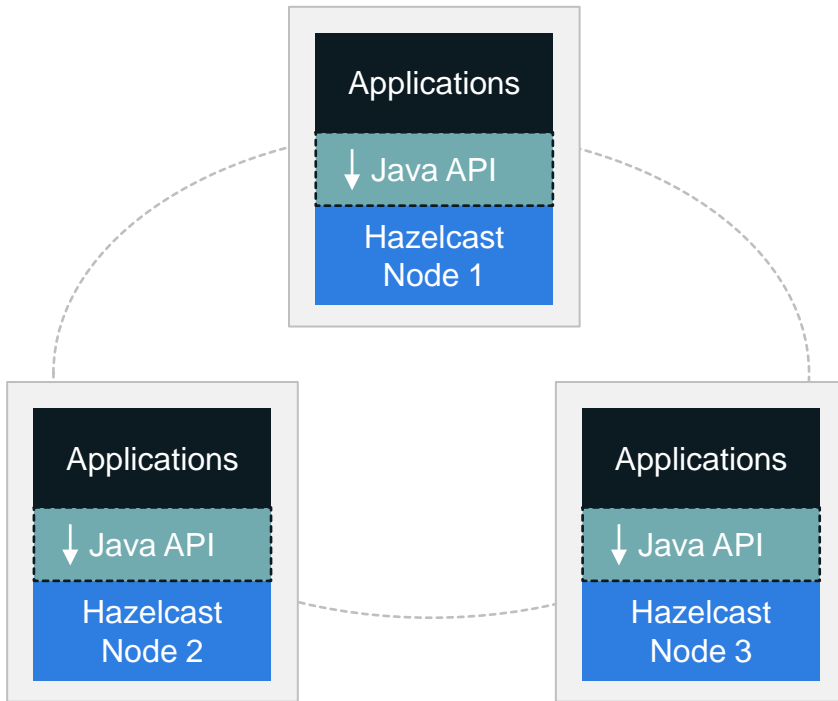 Applications
Java API
Hazelcast
Node 1
Applications
Java API
Hazelcast
Node 2
Applications
Java API
Hazelcast
Node 3